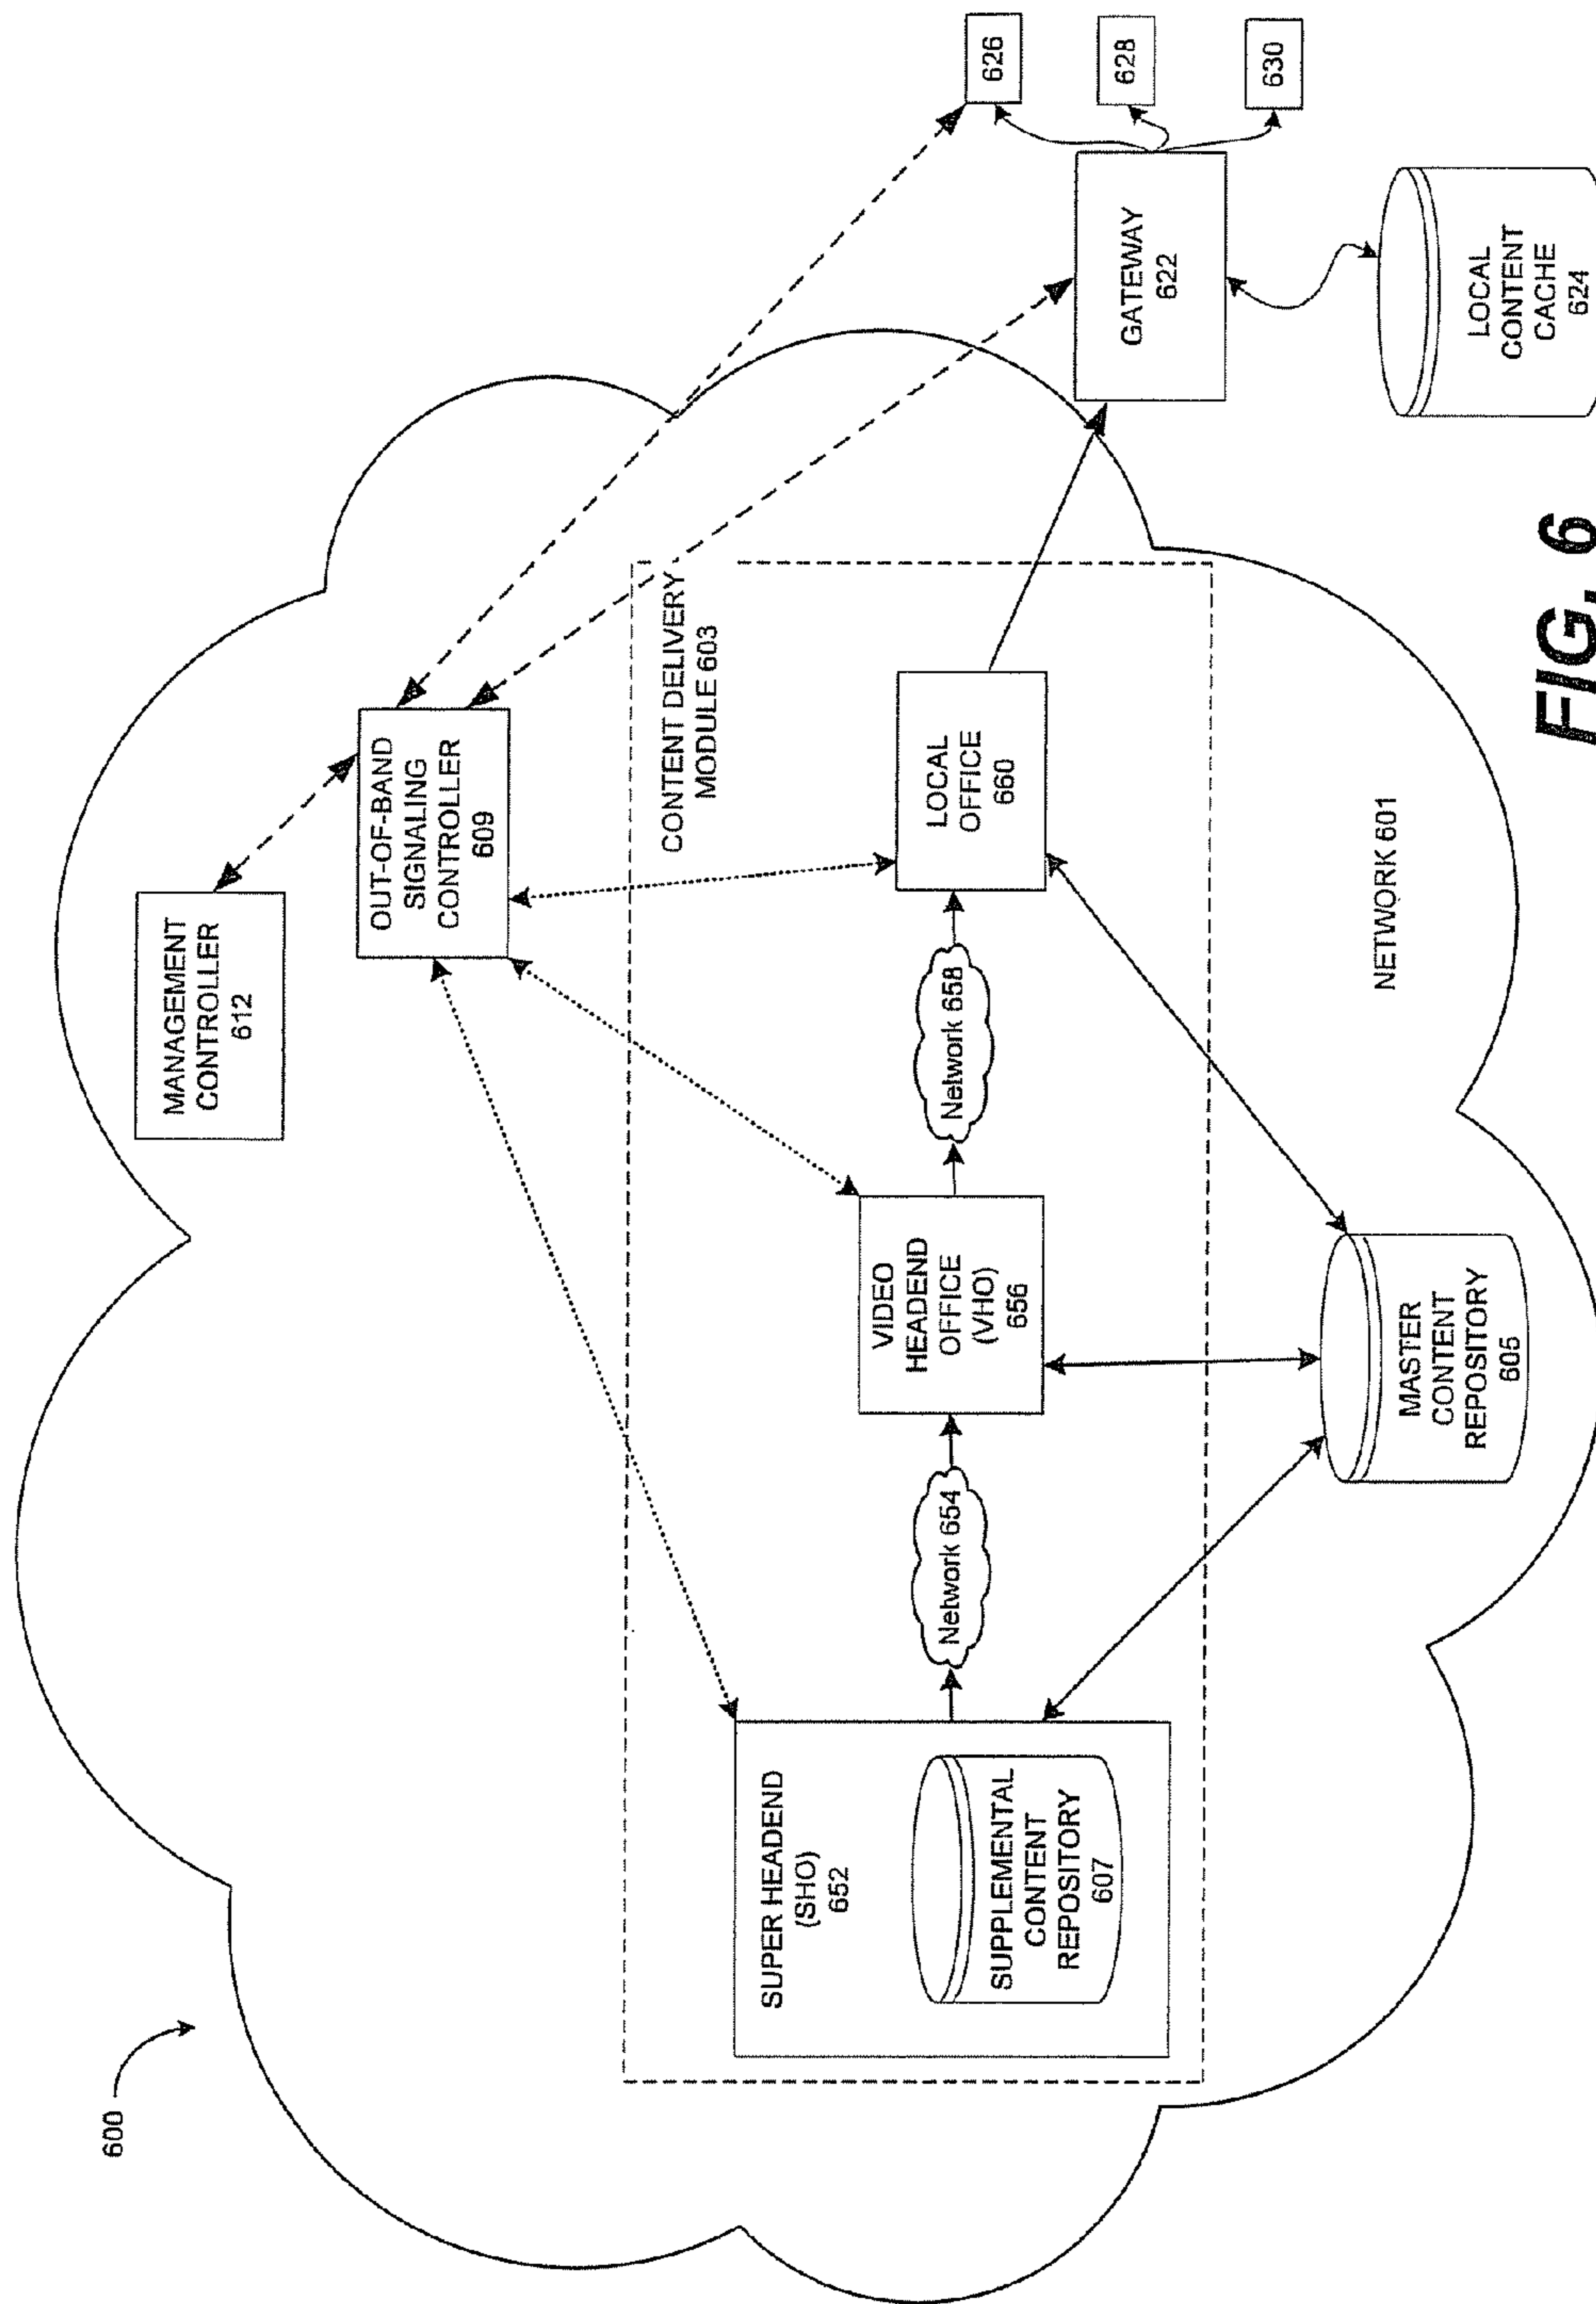 600
MANAGEMENT
CONTROLLER
612
OUT-OF-BAND
SIGNALING
CONTROLLER
609
CONTENT DELIVERY
MODULE 603
SUPER HEADEND
(SHO)
652
SUPPLEMENTAL
CONTENT
REPOSITORY
607
Network 654
VIDEO
HEADEND
OFFICE
(VHO)
656
Network 658
LOCAL
OFFICE
660
MASTER
CONTENT
REPOSITORY
605
NETWORK 601
GATEWAY
622
626
628
630
LOCAL
CONTENT
CACHE
624
FIG. 6